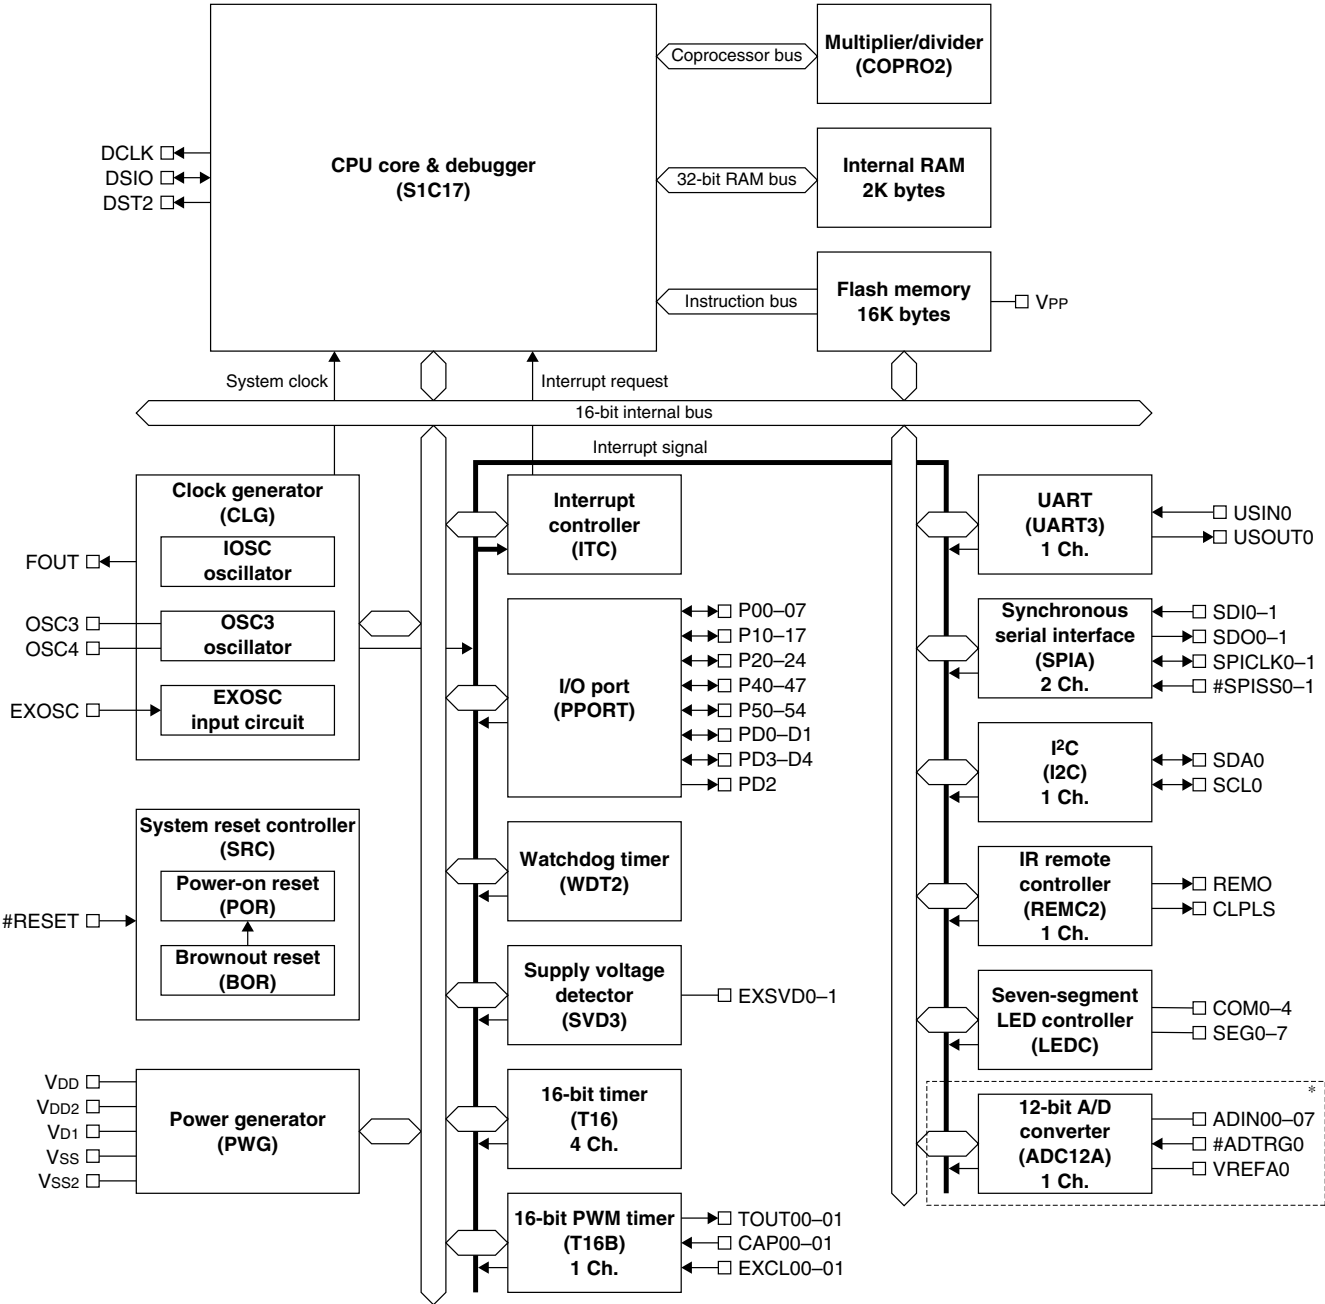 CPU core & debugger
(S1C17)
DCLK
DSIO
DST2
Coprocessor bus
Multiplier/divider
(COPRO2)
32-bit RAM bus
Internal RAM
2K bytes
Instruction bus
Flash memory
16K bytes
VPP
System clock
Interrupt request
16-bit internal bus
Interrupt signal
Clock generator
(CLG)
IOSC
oscillator
OSC3
oscillator
EXOSC
input circuit
FOUT
OSC3
OSC4
EXOSC
System reset controller
(SRC)
Power-on reset
(POR)
Brownout reset
(BOR)
#RESET
Power generator
(PWG)
VDD
VDD2
VD1
VSS
VSS2
Interrupt
controller
(ITC)
I/O port
(PPORT)
P00–07
P10–17
P20–24
P40–47
P50–54
PD0–D1
PD3–D4
PD2
Watchdog timer
(WDT2)
Supply voltage
detector
(SVD3)
EXSVD0–1
16-bit timer
(T16)
4 Ch.
16-bit PWM timer
(T16B)
1 Ch.
TOUT00–01
CAP00–01
EXCL00–01
UART
(UART3)
1 Ch.
USIN0
USOUT0
Synchronous
serial interface
(SPIA)
2 Ch.
SDI0–1
SDO0–1
SPICLK0–1
#SPISS0–1
I²C
(I2C)
1 Ch.
SDA0
SCL0
IR remote
controller
(REMC2)
1 Ch.
REMO
CLPLS
Seven-segment
LED controller
(LEDC)
COM0–4
SEG0–7
*
12-bit A/D
converter
(ADC12A)
1 Ch.
ADIN00–07
#ADTRG0
VREFA0